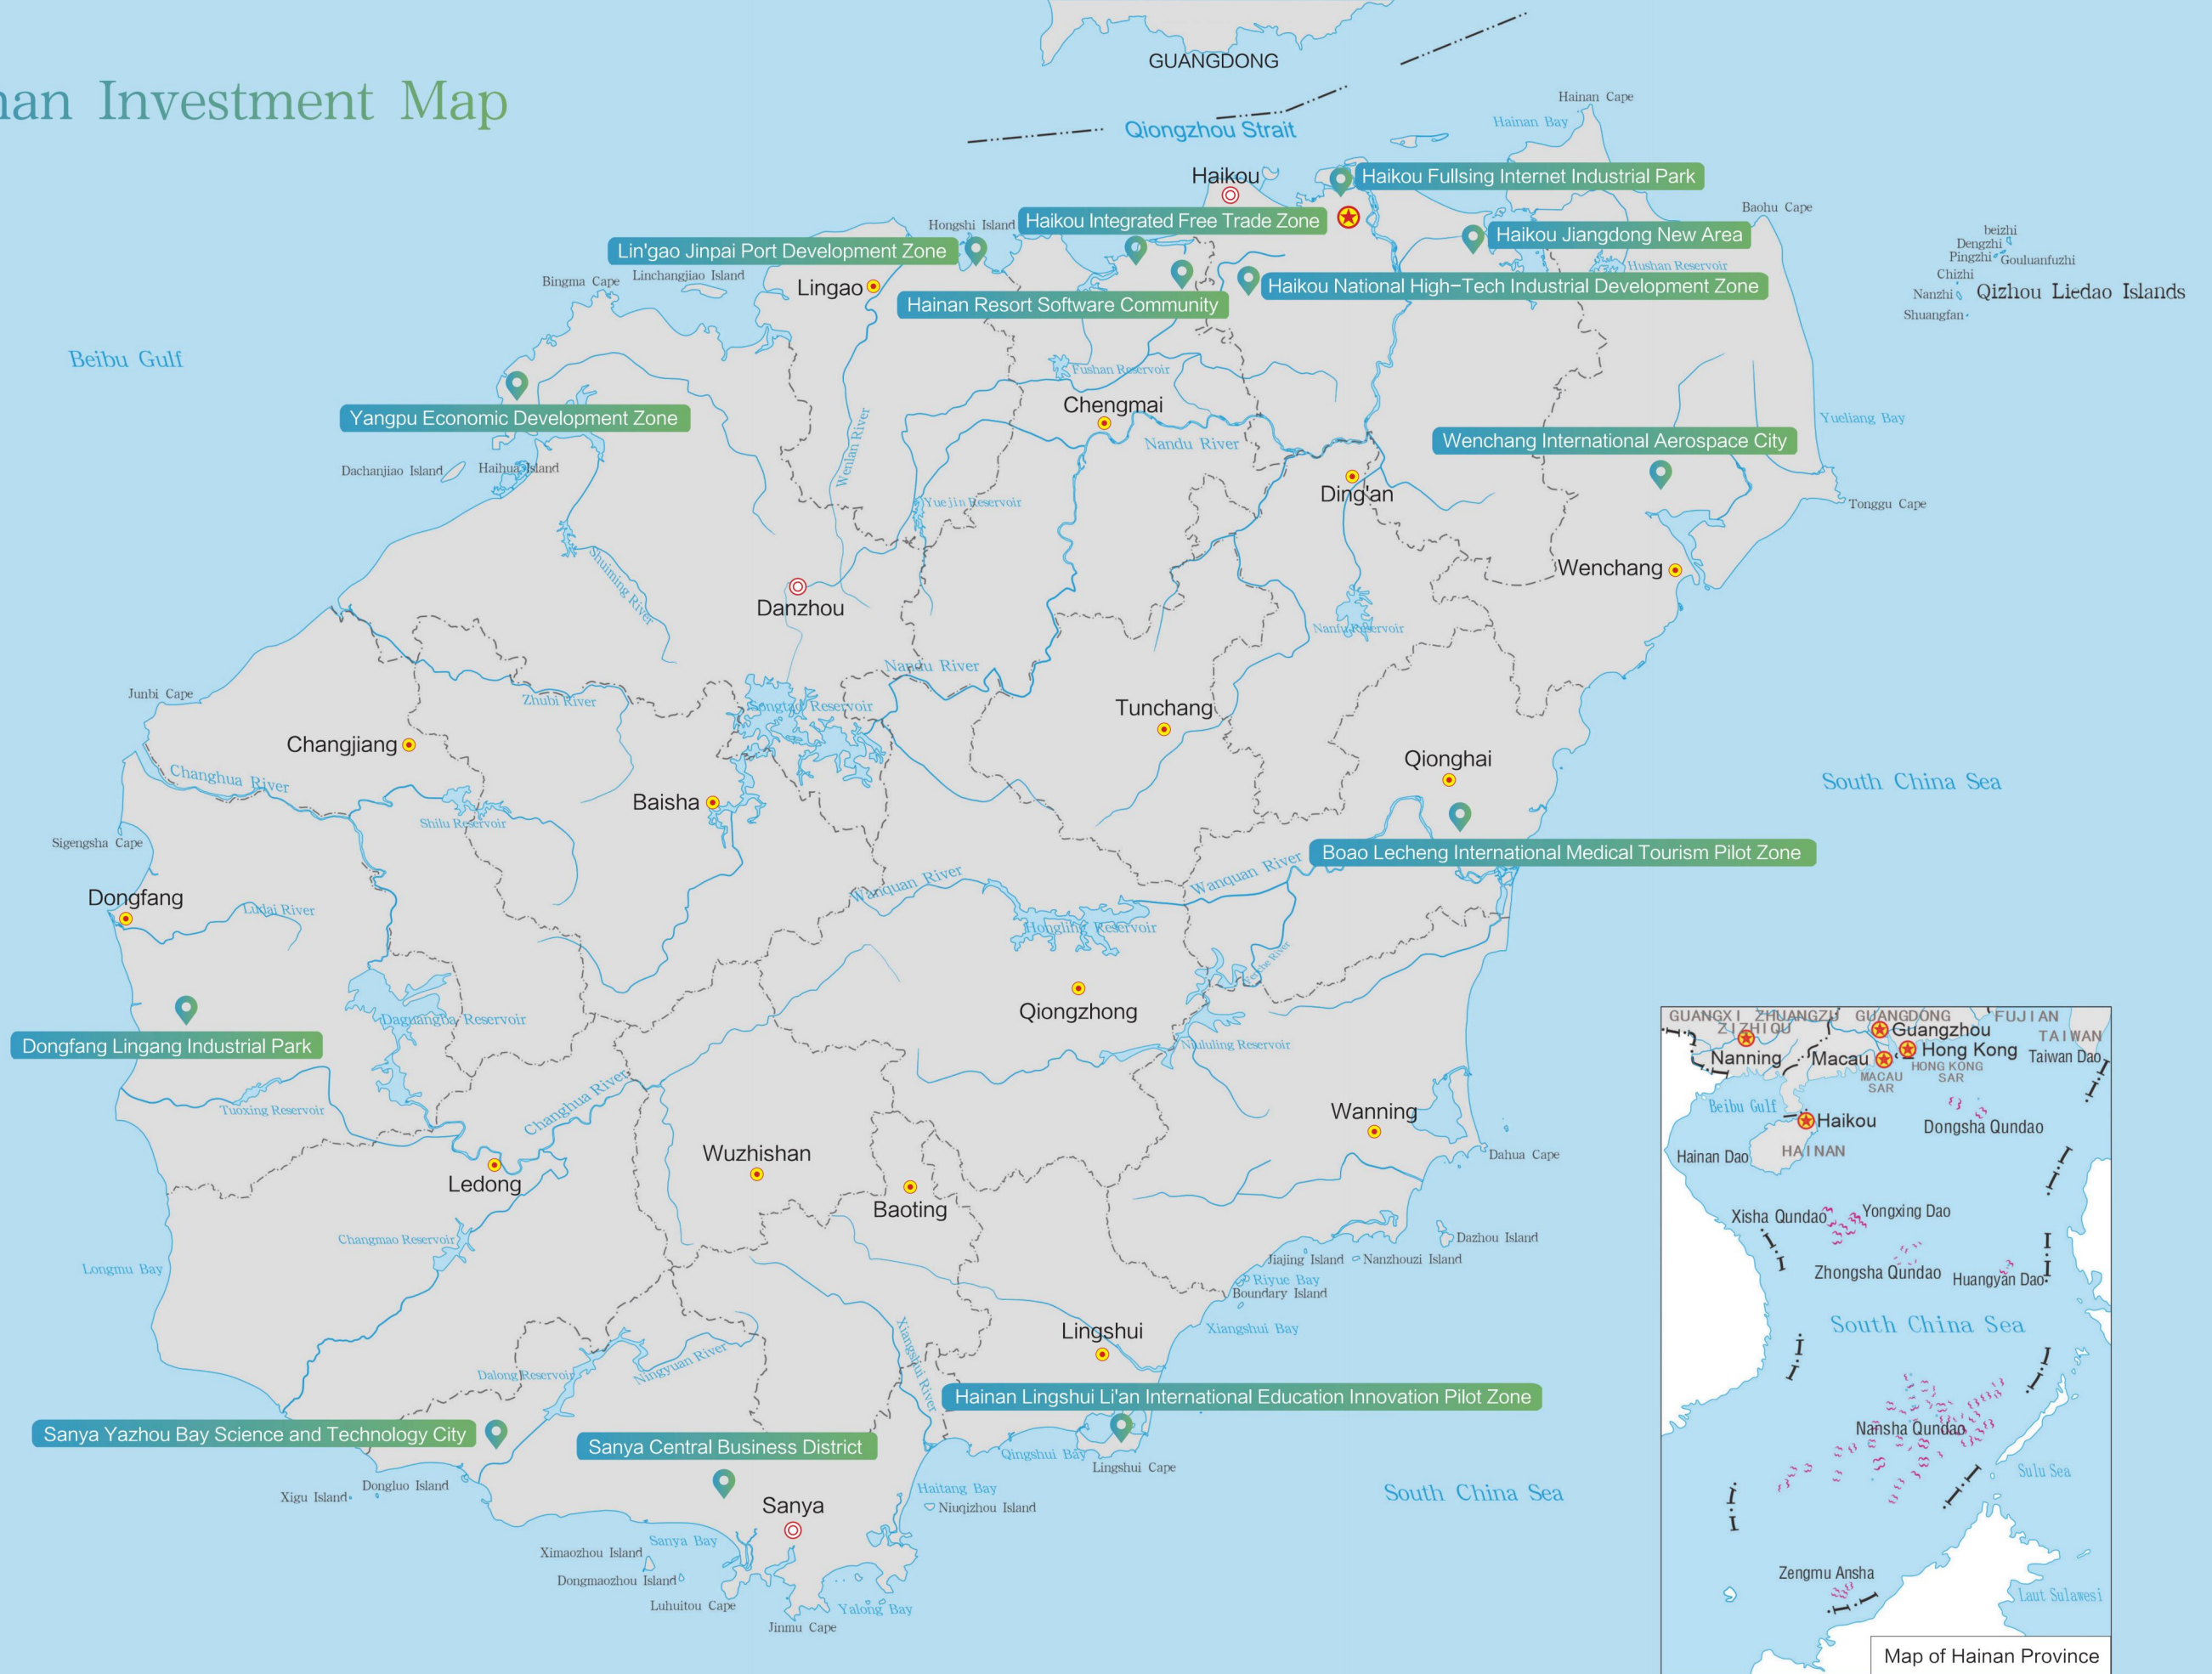 nan Investment Map
GUANGDONG
Hainan Cape
Hainan Bay
Qiongzhou Strait
Haikou
Haikou Fullsing Internet Industrial Park
Baohu Cape
Hongshi Island
Haikou Integrated Free Trade Zone
Haikou Jiangdong New Area
beizhi
Dengzhi
Pingzhi
Gouluanfuzhi
Chizhi
Nanzhi
Qizhou Liedao Islands
Shuangfan
Lin'gao Jinpai Port Development Zone
Hushan Reservoir
Bingma Cape
Linchangjiao Island
Lingao
Haikou National High-Tech Industrial Development Zone
Hainan Resort Software Community
Beibu Gulf
Fushan Reservoir
Yangpu Economic Development Zone
Chengmai
Wenlan River
Nandu River
Yueliang Bay
Wenchang International Aerospace City
Dachanjiao Island
Haihua Island
Ding'an
Yuejin Reservoir
Tonggu Cape
Shuiming River
Wenchang
Danzhou
Nanfu Reservoir
Nandu River
Junbi Cape
Zhubi River
Songtao Reservoir
Tunchang
Changjiang
Qionghai
Changhua River
South China Sea
Baisha
Shilu Reservoir
Sigengsha Cape
Boao Lecheng International Medical Tourism Pilot Zone
Wanquan River
Wanquan River
Dongfang
Ludai River
Hongling Reservoir
Qiongzhong
Daguangba Reservoir
Dongfang Lingang Industrial Park
Niululing Reservoir
Tuoxing Reservoir
Changhua River
Wanning
Wuzhishan
Dahua Cape
Ledong
Baoting
Changmao Reservoir
Dazhou Island
Jiajing Island
Nanzhouzi Island
Longmu Bay
Riyue Bay
Boundary Island
Lingshui
Xiangshui Bay
Xiangshui River
Dalong Reservoir
Ningyuan River
Hainan Lingshui Li'an International Education Innovation Pilot Zone
Sanya Yazhou Bay Science and Technology City
Sanya Central Business District
Qingshui Bay
Lingshui Cape
Dongluo Island
Xigu Island
Haitang Bay
Niuqizhou Island
South China Sea
Sanya
Sanya Bay
Ximaozhou Island
Dongmaozhou Island
Luhuitou Cape
Yalong Bay
Jinmu Cape
GUANGXI ZHUANGZU
ZIZHIQU
GUANGDONG
FUJIAN
Guangzhou
TAIWAN
Nanning
Macau
Hong Kong
Taiwan Dao
HONG KONG
SAR
MACAU
SAR
Beibu Gulf
Haikou
Dongsha Qundao
Hainan Dao
HAINAN
Xisha Qundao
Yongxing Dao
Zhongsha Qundao
Huangyan Dao
South China Sea
Nansha Qundao
Sulu Sea
Zengmu Ansha
Laut Sulawesi
Map of Hainan Province